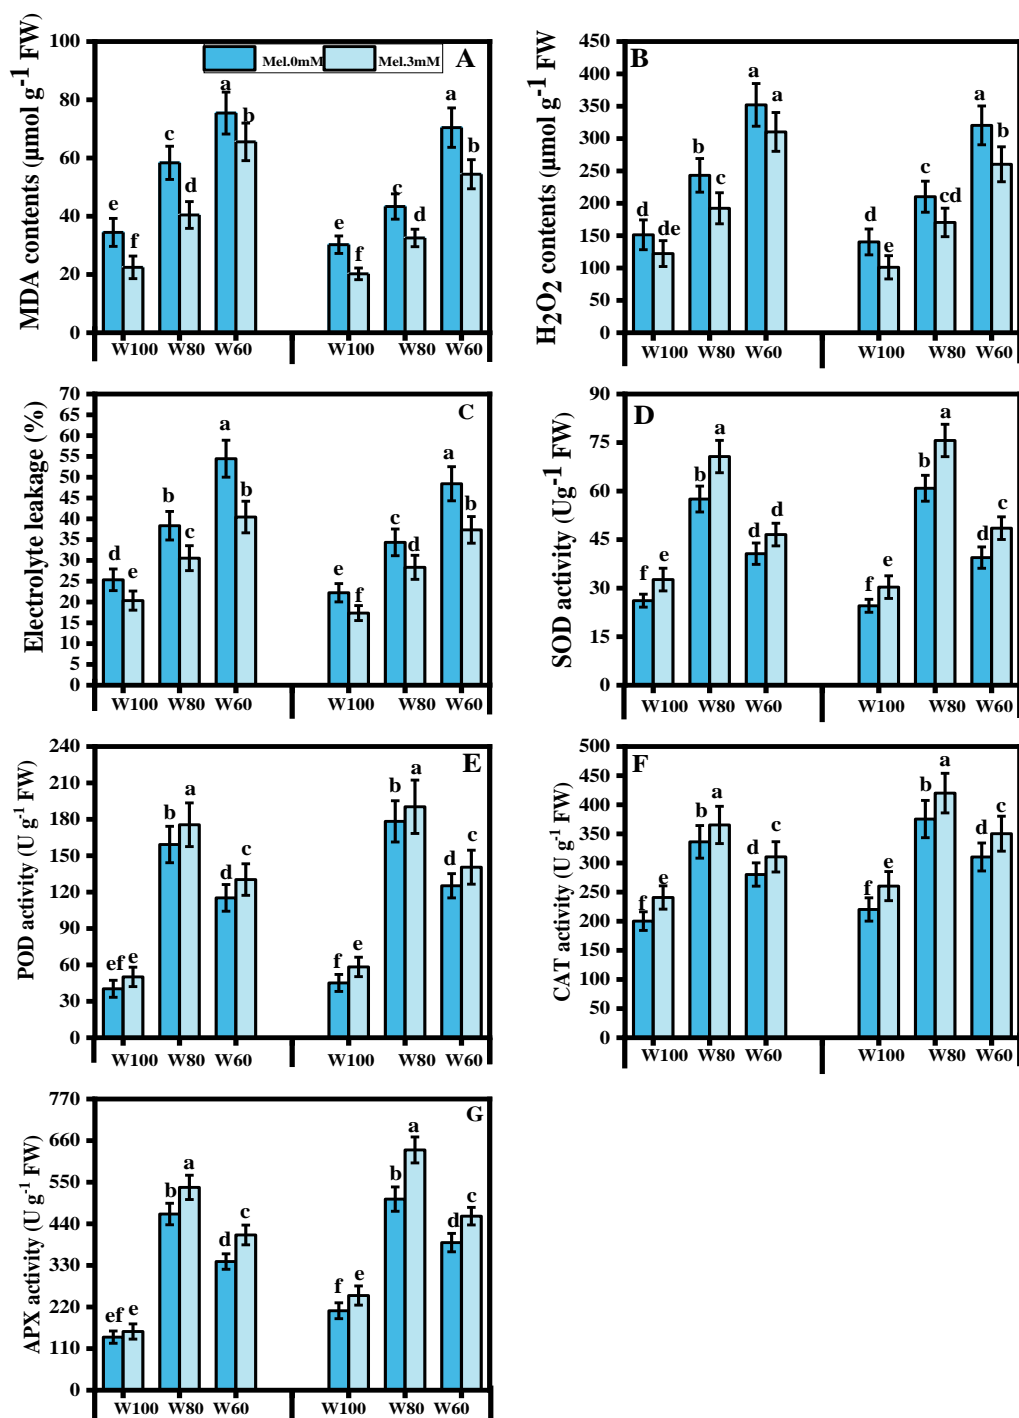 MDA contents (µmol g⁻¹ FW)
100
80
60
40
20
0
Mel.0mM Mel.3mM
A
e f c d a b e f c d a b
W100 W80 W60 W100 W80 W60
H₂O₂ contents (µmol g⁻¹ FW
450
400
350
300
250
200
150
100
50
0
B
d de b c a a d e c cd a b
W100 W80 W60 W100 W80 W60
Electrolyte leakage (%)
70
65
60
55
50
45
40
35
30
25
20
15
10
5
0
C
d e b c a b e f c d a b
W100 W80 W60 W100 W80 W60
SOD activity (Ug⁻¹ FW)
90
75
60
45
30
15
0
D
f e b a d d f e b a d c
W100 W80 W60 W100 W80 W60
POD activity (U g⁻¹ FW)
240
210
180
150
120
90
60
30
0
E
ef e b a d c f e b a d c
W100 W80 W60 W100 W80 W60
CAT activity (U g⁻¹ FW)
500
450
400
350
300
250
200
150
100
50
0
F
f e b a d c f e b a d c
W100 W80 W60 W100 W80 W60
APX activity (U g⁻¹ FW)
770
660
550
440
330
220
110
0
G
ef e b a d c f e b a d c
W100 W80 W60 W100 W80 W60